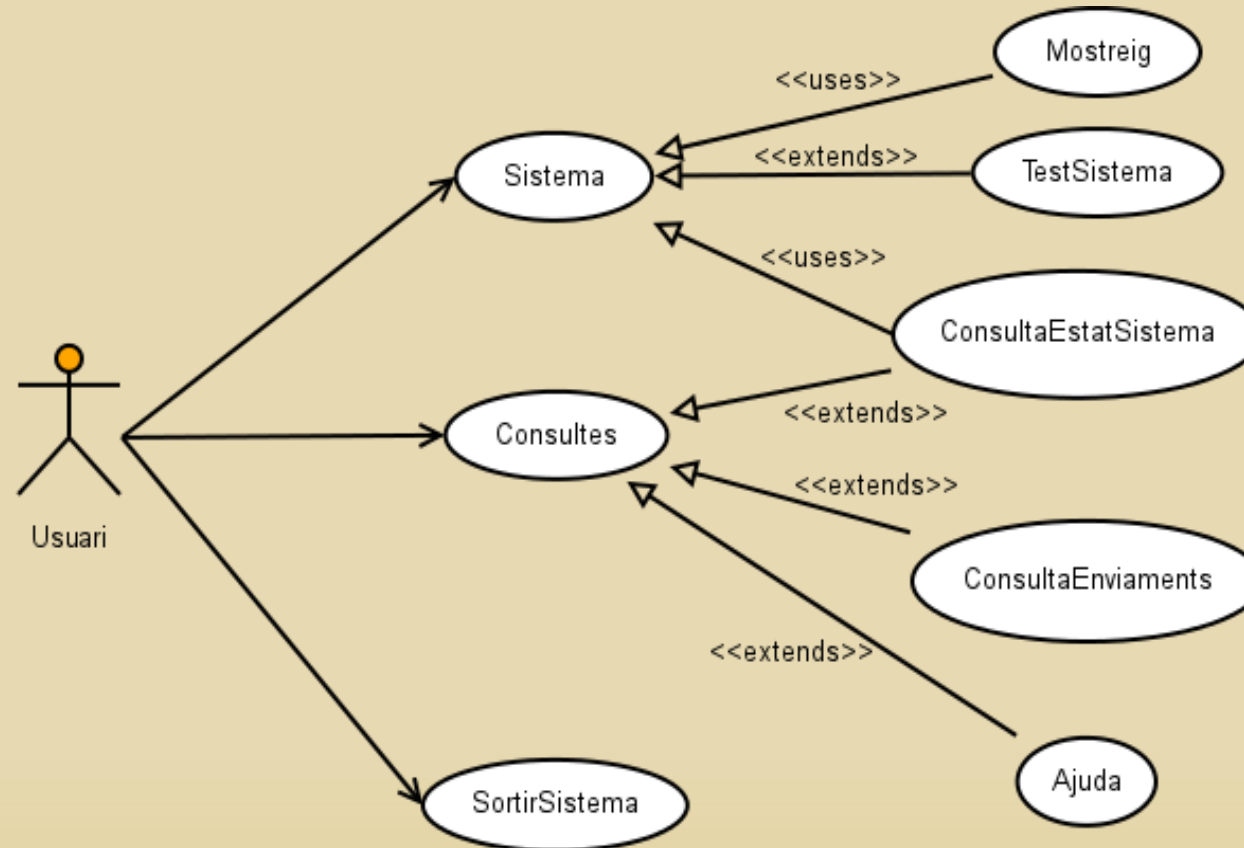 Mostreig
<<uses>>
<<extends>>
TestSistema
Sistema
<<uses>>
ConsultaEstatSistema
<<extends>>
Consultes
<<extends>>
Usuari
ConsultaEnviaments
<<extends>>
Ajuda
SortirSistema